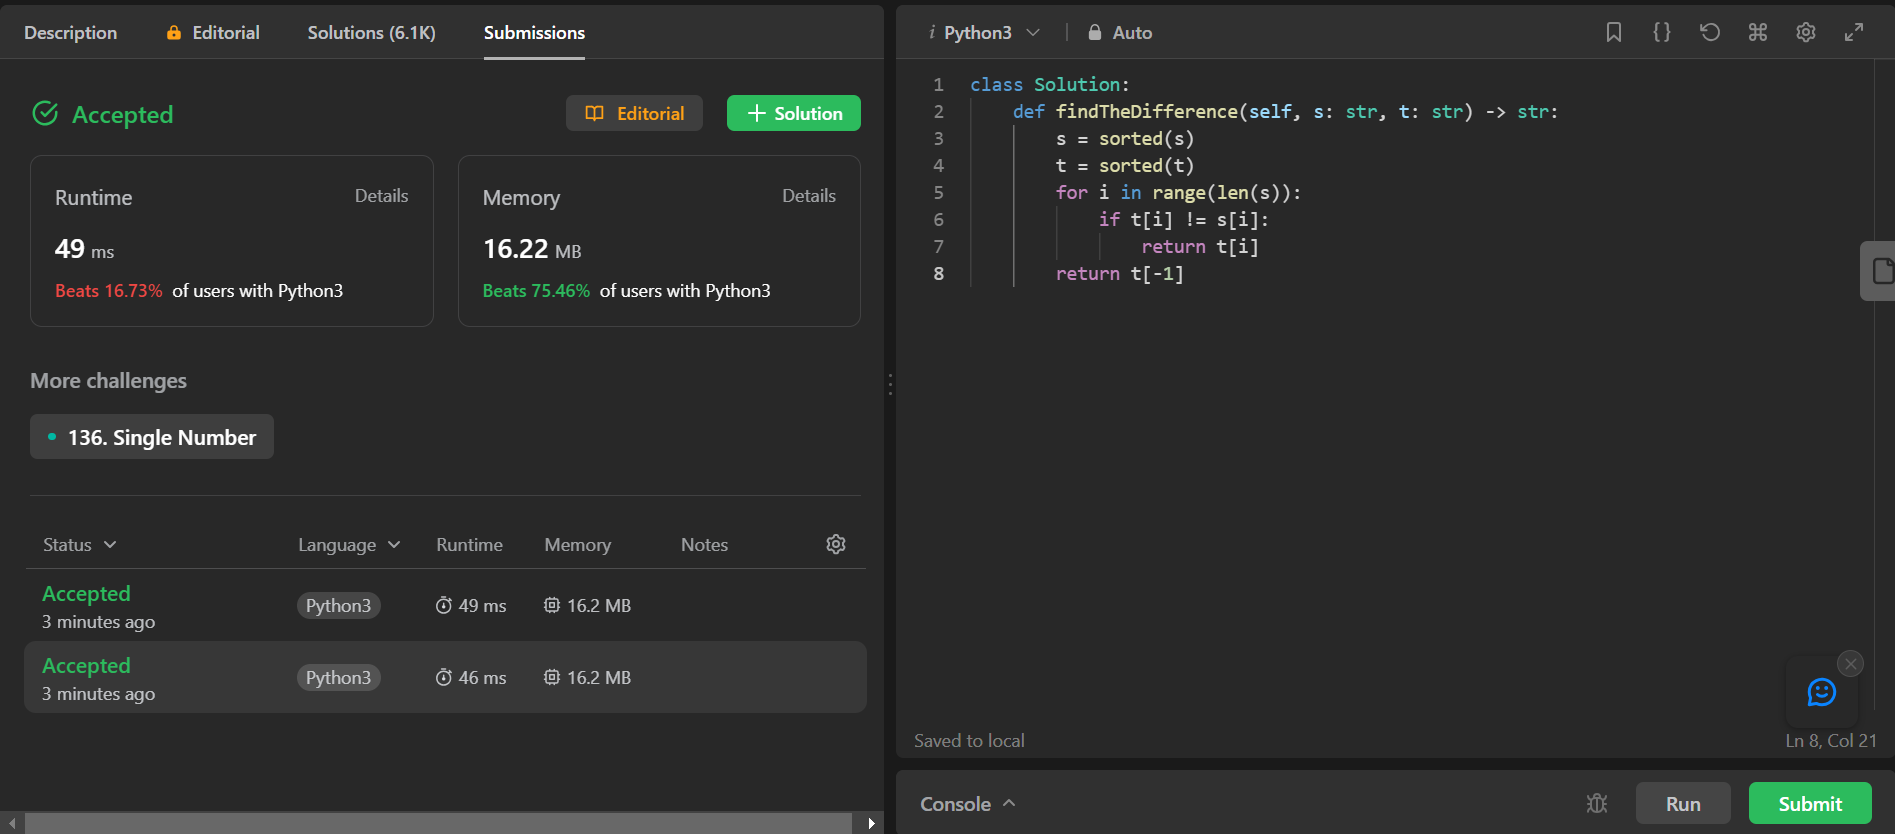 Description Editorial Solutions (6.1K) Submissions
Accepted Editorial + Solution
Runtime Details
49 ms
Beats 16.73% of users with Python3
Memory Details
16.22 MB
Beats 75.46% of users with Python3
More challenges
136. Single Number
Status Language Runtime Memory Notes
Accepted
3 minutes ago
Python3 49 ms 16.2 MB
Accepted
3 minutes ago
Python3 46 ms 16.2 MB
i Python3 Auto
1 class Solution:
2     def findTheDifference(self, s: str, t: str) -> str:
3         s = sorted(s)
4         t = sorted(t)
5         for i in range(len(s)):
6             if t[i] != s[i]:
7                 return t[i]
8         return t[-1]
Saved to local Ln 8, Col 21
Console Run Submit